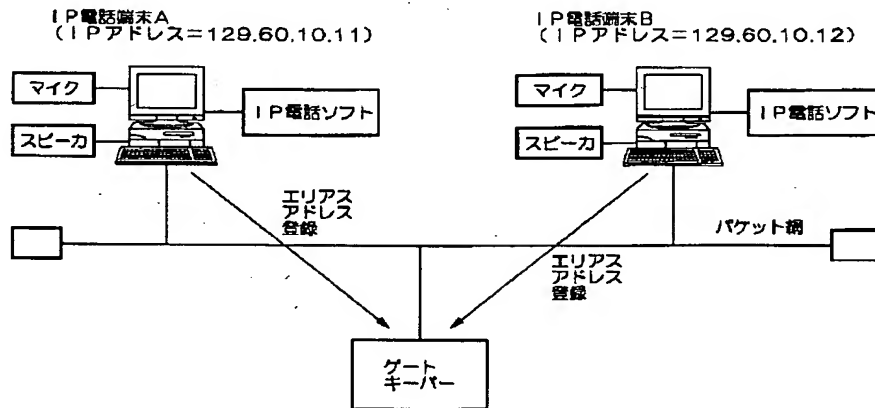 IP電話端末A
(IPアドレス=129.60.10.11)
マイク
スピーカ
IP電話ソフト
IP電話端末B
(IPアドレス=129.60.10.12)
マイク
スピーカ
IP電話ソフト
エリアス
アドレス
登録
エリアス
アドレス
登録
パケット網
ゲート
キーパー